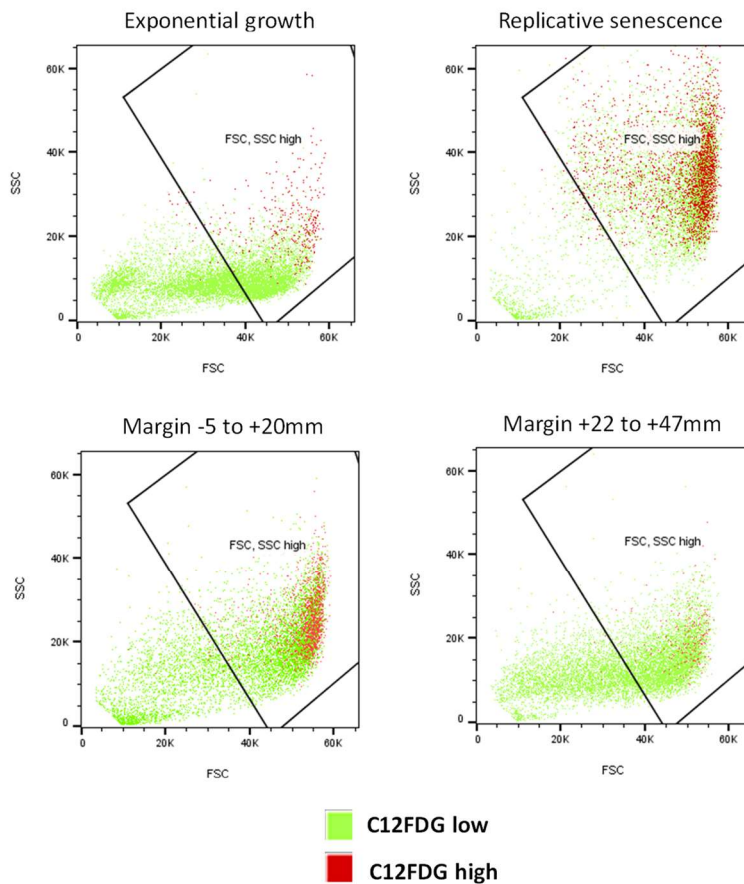 Exponential growth
Replicative senescence
60K
40K
20K
0
SSC
FSC, SSC high
0 20K 40K 60K
FSC
60K
40K
20K
0
SSC
FSC, SSC high
0 20K 40K 60K
FSC
Margin -5 to +20mm
Margin +22 to +47mm
60K
40K
20K
0
SSC
FSC, SSC high
0 20K 40K 60K
FSC
60K
40K
20K
0
SSC
FSC, SSC high
0 20K 40K 60K
FSC
C12FDG low
C12FDG high